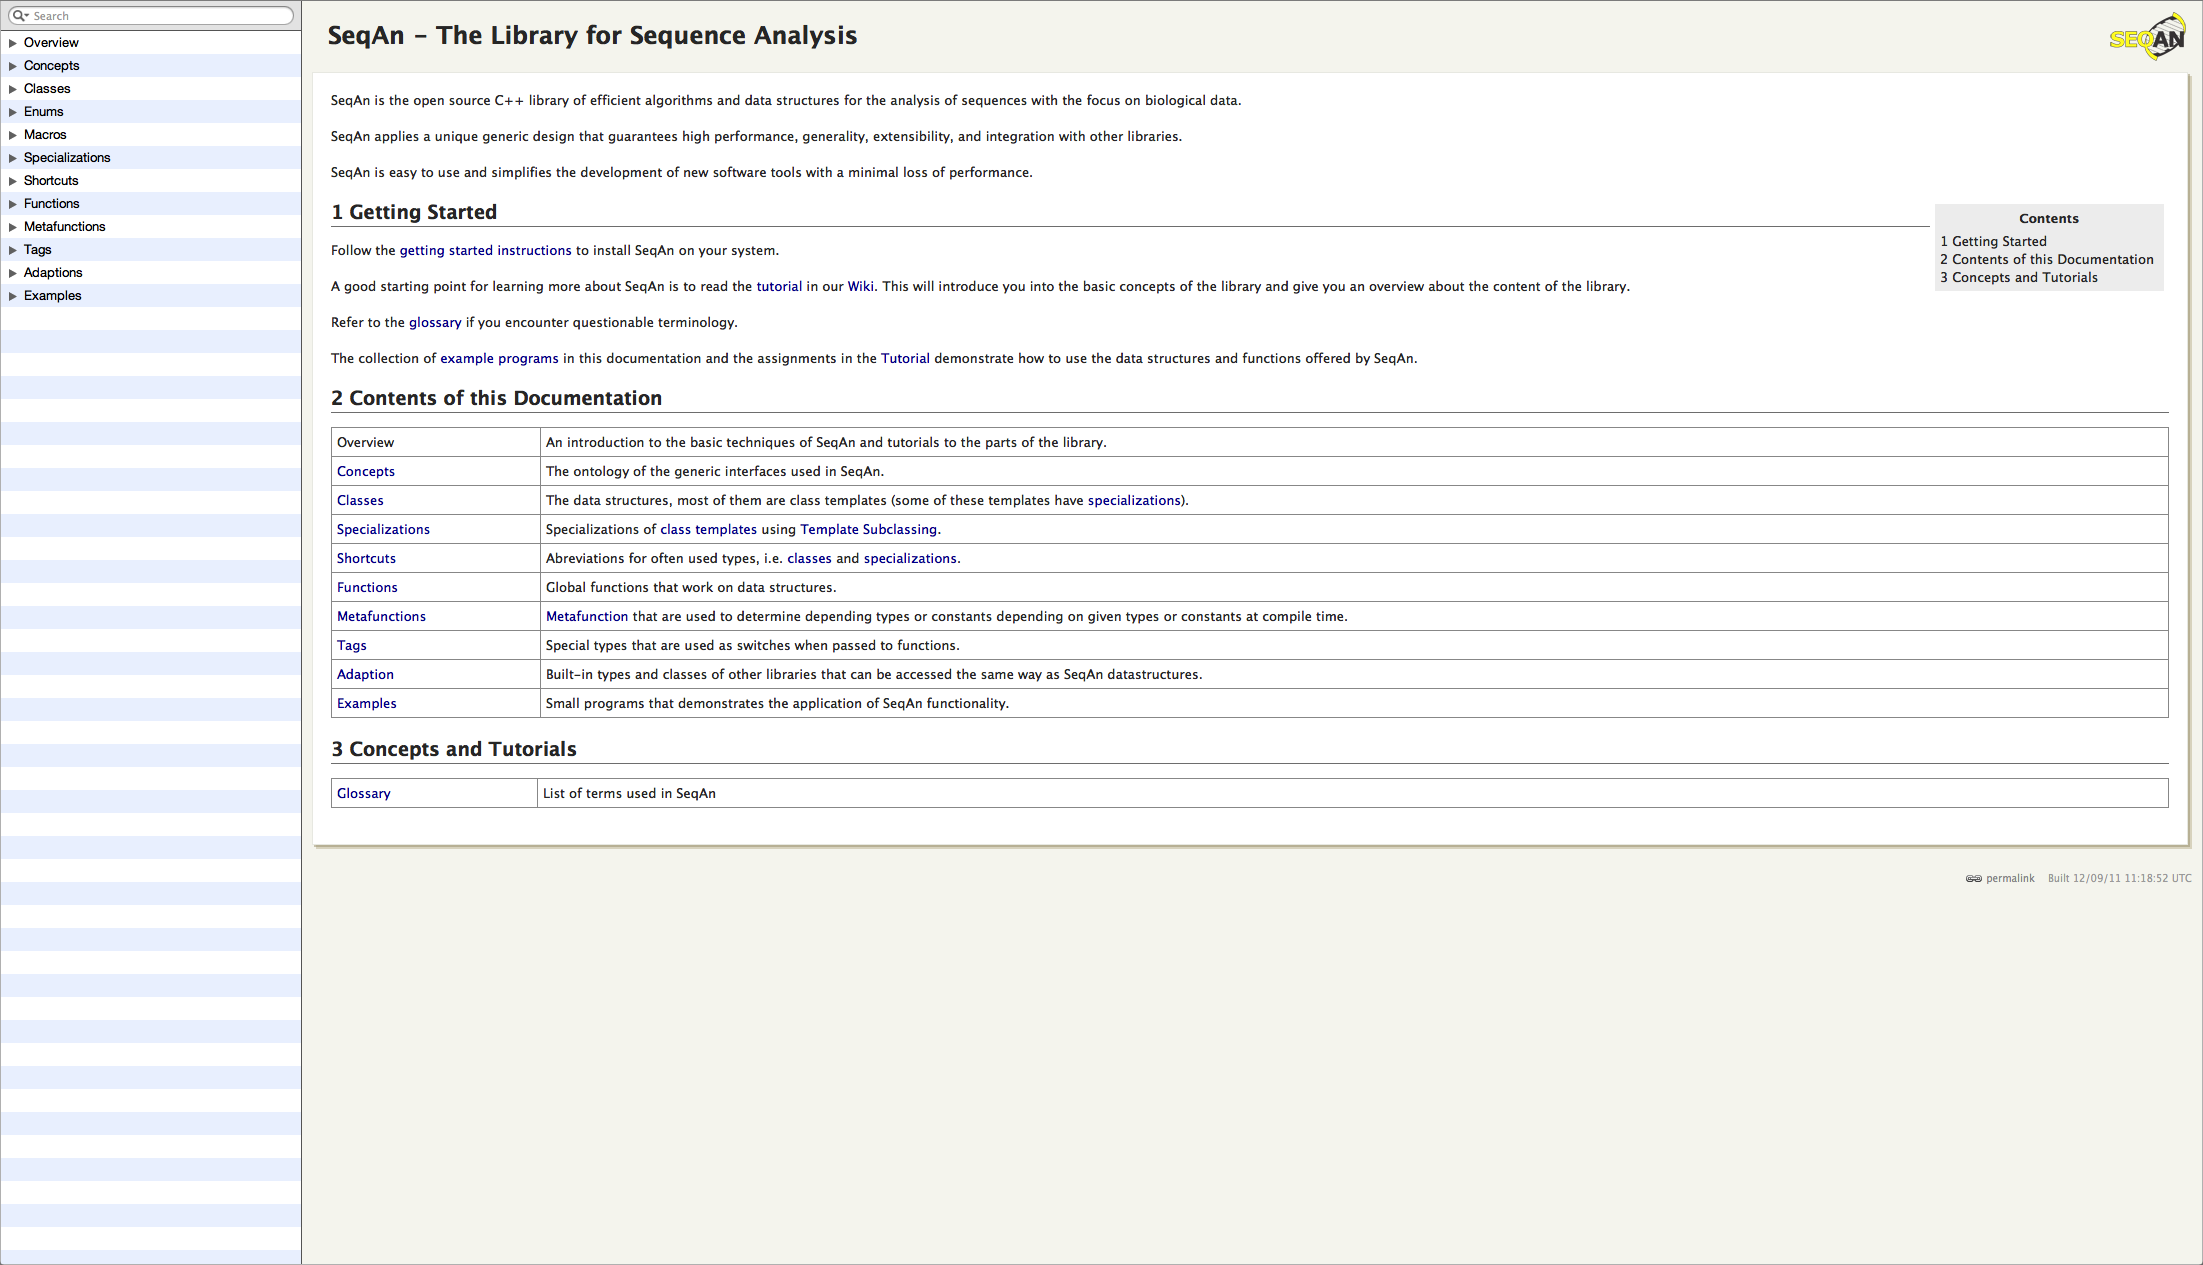 Search
Overview
Concepts
Classes
Enums
Macros
Specializations
Shortcuts
Functions
Metafunctions
Tags
Adaptions
Examples
SeqAn – The Library for Sequence Analysis
SEQAN
SeqAn is the open source C++ library of efficient algorithms and data structures for the analysis of sequences with the focus on biological data.
SeqAn applies a unique generic design that guarantees high performance, generality, extensibility, and integration with other libraries.
SeqAn is easy to use and simplifies the development of new software tools with a minimal loss of performance.
1 Getting Started
Contents
1 Getting Started
2 Contents of this Documentation
3 Concepts and Tutorials
Follow the getting started instructions to install SeqAn on your system.
A good starting point for learning more about SeqAn is to read the tutorial in our Wiki. This will introduce you into the basic concepts of the library and give you an overview about the content of the library.
Refer to the glossary if you encounter questionable terminology.
The collection of example programs in this documentation and the assignments in the Tutorial demonstrate how to use the data structures and functions offered by SeqAn.
2 Contents of this Documentation
Overview An introduction to the basic techniques of SeqAn and tutorials to the parts of the library.
Concepts The ontology of the generic interfaces used in SeqAn.
Classes The data structures, most of them are class templates (some of these templates have specializations).
Specializations Specializations of class templates using Template Subclassing.
Shortcuts Abreviations for often used types, i.e. classes and specializations.
Functions Global functions that work on data structures.
Metafunctions Metafunction that are used to determine depending types or constants depending on given types or constants at compile time.
Tags Special types that are used as switches when passed to functions.
Adaption Built-in types and classes of other libraries that can be accessed the same way as SeqAn datastructures.
Examples Small programs that demonstrates the application of SeqAn functionality.
3 Concepts and Tutorials
Glossary List of terms used in SeqAn
permalink Built 12/09/11 11:18:52 UTC